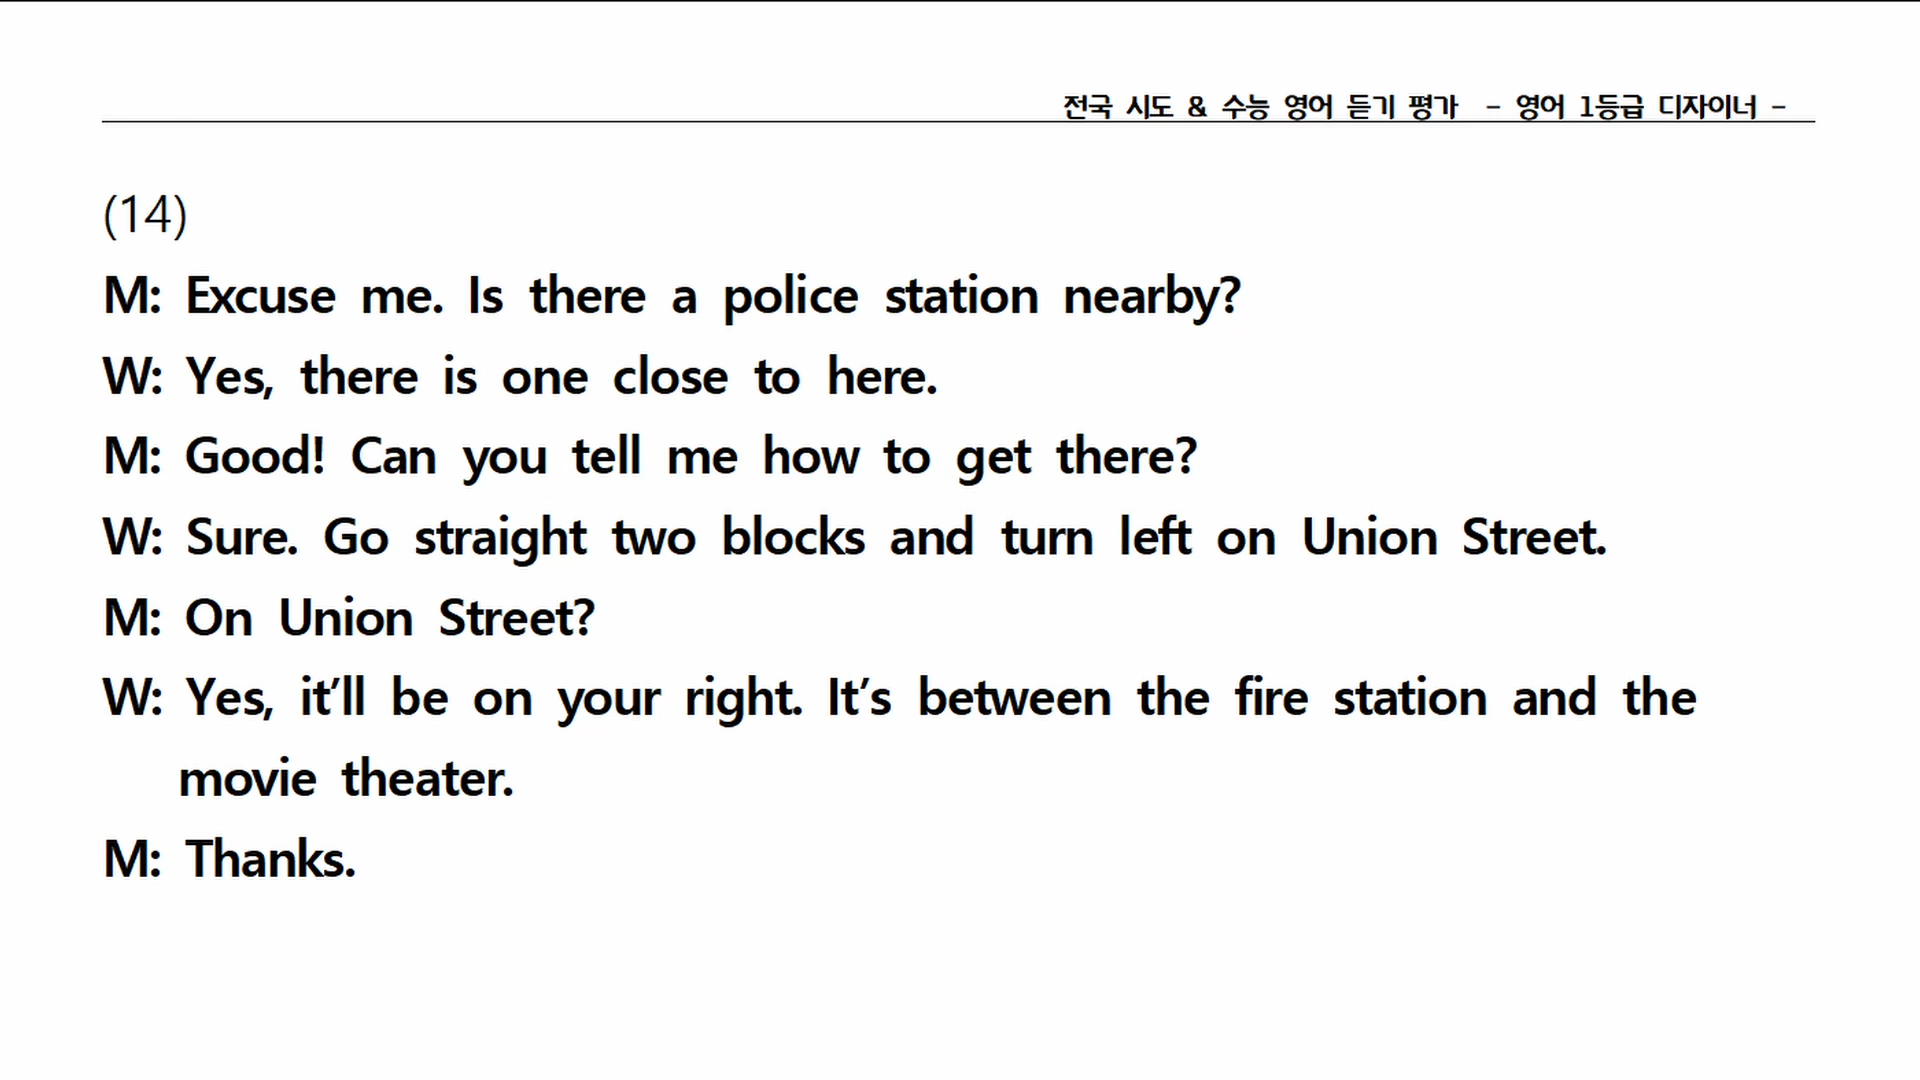 전국 시도 & 수능 영어 듣기 평가 - 영어 1등급 디자이너 -
(14)
M: Excuse me. Is there a police station nearby?
W: Yes, there is one close to here.
M: Good! Can you tell me how to get there?
W: Sure. Go straight two blocks and turn left on Union Street.
M: On Union Street?
W: Yes, it’ll be on your right. It’s between the fire station and the
movie theater.
M: Thanks.